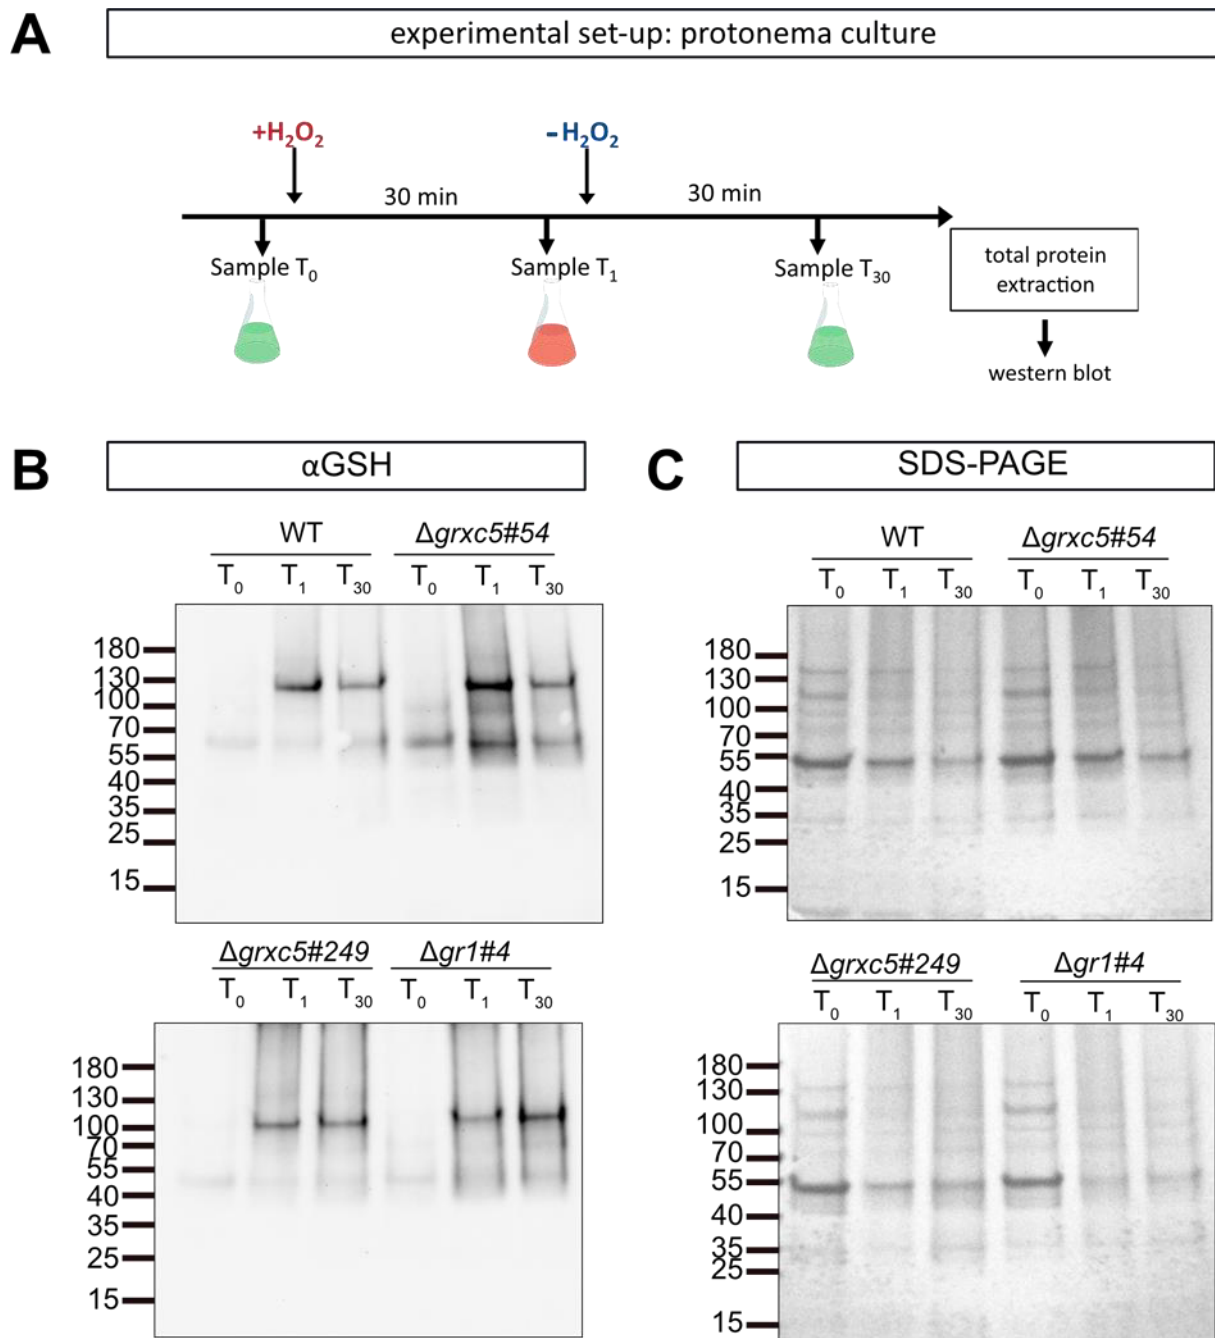 A
experimental set-up: protonema culture
+H₂O₂
-H₂O₂
30 min
30 min
Sample T₀
Sample T₁
Sample T₃₀
total protein
extraction
western blot
B
αGSH
WT
Δgrxc5#54
T₀ T₁ T₃₀ T₀ T₁ T₃₀
180
130
100
70
55
40
35
25
15
Δgrxc5#249
Δgr1#4
T₀ T₁ T₃₀ T₀ T₁ T₃₀
180
130
100
70
55
40
35
25
15
C
SDS-PAGE
WT
Δgrxc5#54
T₀ T₁ T₃₀ T₀ T₁ T₃₀
180
130
100
70
55
40
35
25
15
Δgrxc5#249
Δgr1#4
T₀ T₁ T₃₀ T₀ T₁ T₃₀
180
130
100
70
55
40
35
25
15